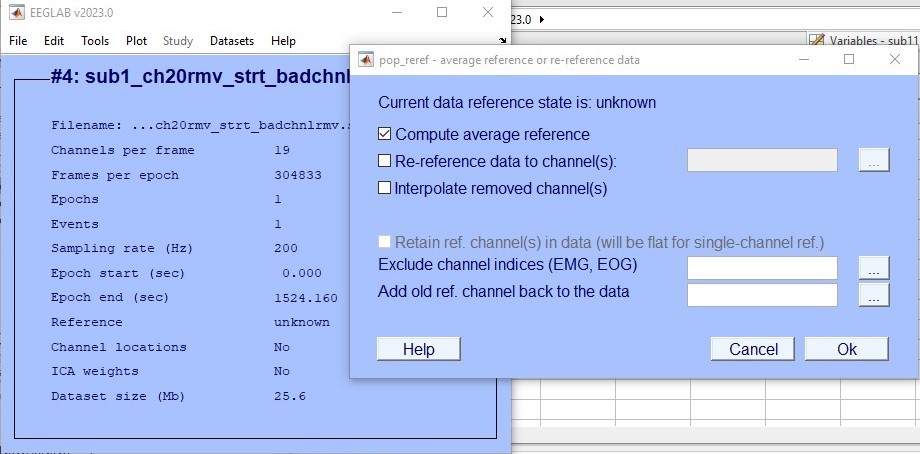 EEGLAB v2023.0
File Edit Tools Plot Study Datasets Help
#4: sub1_ch20rmv_strt_badchnl
Filename: ...ch20rmv_strt_badchnlrmv.s
Channels per frame 19
Frames per epoch 304833
Epochs 1
Events 1
Sampling rate (Hz) 200
Epoch start (sec) 0.000
Epoch end (sec) 1524.160
Reference unknown
Channel locations No
ICA weights No
Dataset size (Mb) 25.6
23.0
Variables - sub11
pop_reref - average reference or re-reference data
Current data reference state is: unknown
Compute average reference
Re-reference data to channel(s): ...
Interpolate removed channel(s)
Retain ref. channel(s) in data (will be flat for single-channel ref.)
Exclude channel indices (EMG, EOG) ...
Add old ref. channel back to the data ...
Help Cancel Ok